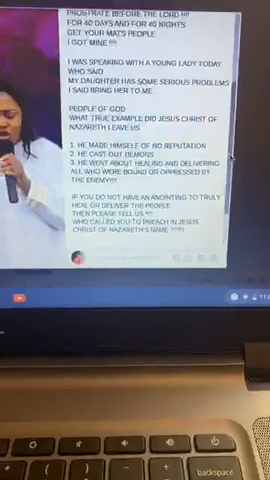 PROSTRATE BEFORE THE LORD !!!!
FOR 40 DAYS AND FOR 40 NIGHTS
GET YOUR MATS PEOPLE
I GOT MINE !!!!
I WAS SPEAKING WITH A YOUNG LADY TODAY
WHO SAID
MY DAUGHTER HAS SOME SERIOUS PROBLEMS
I SAID BRING HER TO ME
PEOPLE OF GOD
WHAT TRUE EXAMPLE DID JESUS CHRIST OF
NAZARETH LEAVE US
1. HE MADE HIMSELF OF NO REPUTATION
2. HE CAST OUT DEMONS
3. HE WENT ABOUT HEALING AND DELIVERING
ALL WHO WERE BOUND OR OPPRESSED BY
THE ENEMY!!!!
IF YOU DO NOT HAVE AN ANOINTING TO TRULY
HEAL OR DELIVER THE PEOPLE
THEN PLEASE TELL US !!!!
WHO CALLED YOU TO PREACH IN JESUS
CHRIST OF NAZARETH'S NAME ????
( ) − +
backspace